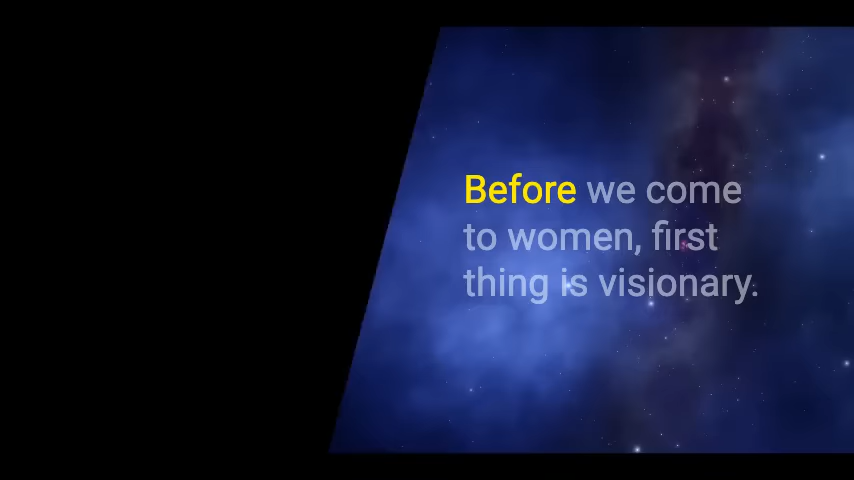 Before we come
to women, first
thing is visionary.